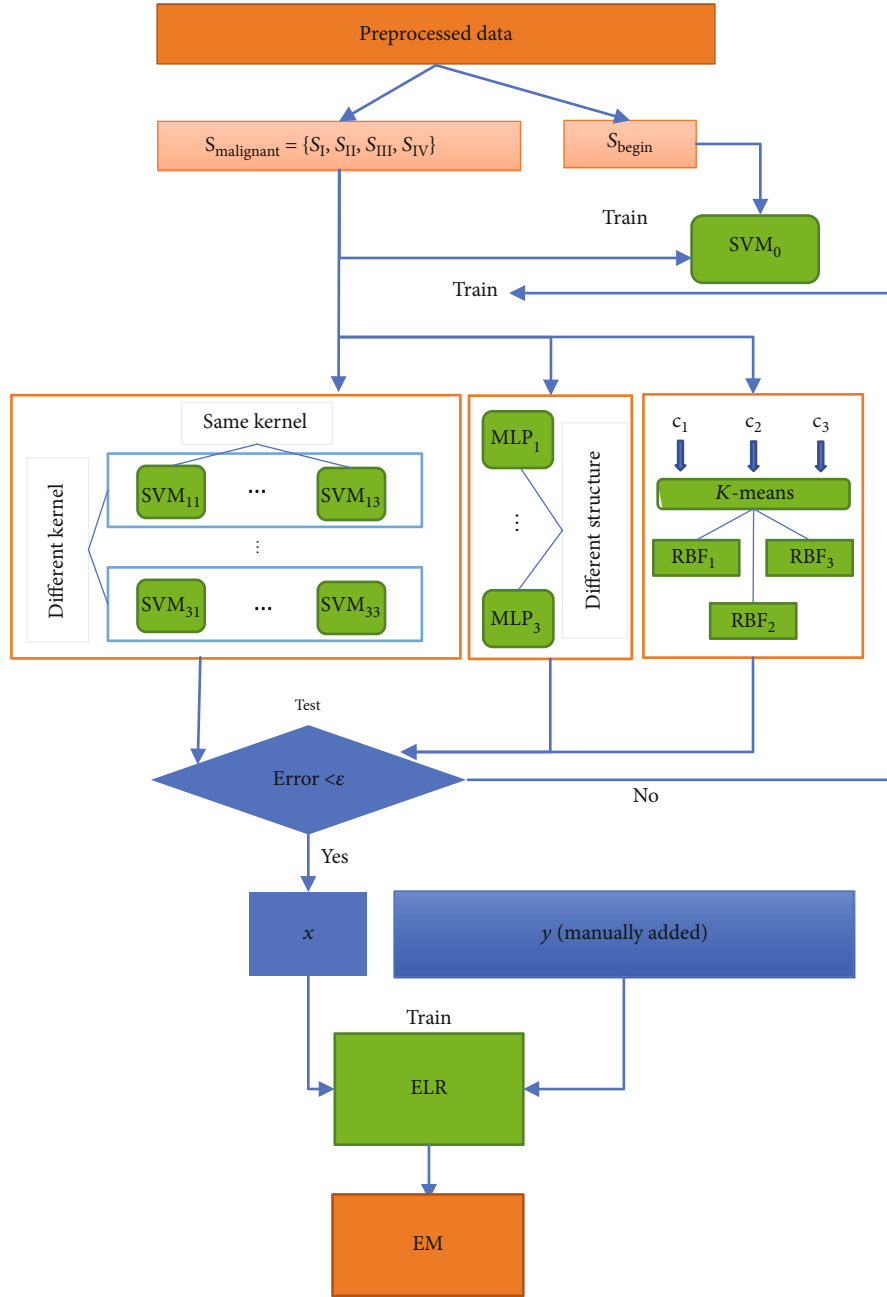 Preprocessed data
S_malignant = {S_I, S_II, S_III, S_IV}
S_begin
Train
SVM_0
Train
Same kernel
Different kernel
SVM_11
...
SVM_13
⋮
SVM_31
...
SVM_33
MLP_1
⋮
MLP_3
Different structure
c_1
c_2
c_3
K-means
RBF_1
RBF_3
RBF_2
Test
Error <ε
No
Yes
x
y (manually added)
Train
ELR
EM